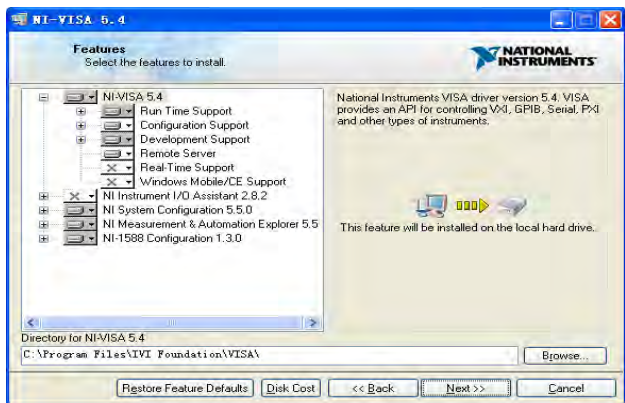 NI-VISA 5.4
Features
Select the features to install.
NATIONAL
INSTRUMENTS
NI-VISA 5.4
Run Time Support
Configuration Support
Development Support
Remote Server
Real-Time Support
Windows Mobile/CE Support
NI Instrument I/O Assistant 2.8.2
NI System Configuration 5.5.0
NI Measurement & Automation Explorer 5.5
NI-1588 Configuration 1.3.0
National Instruments VISA driver version 5.4. VISA
provides an API for controlling VXI, GPIB, Serial, PXI
and other types of instruments.
This feature will be installed on the local hard drive.
Directory for NI-VISA 5.4
C:\Program Files\IVI Foundation\VISA\
Browse...
Restore Feature Defaults
Disk Cost
<< Back
Next >>
Cancel